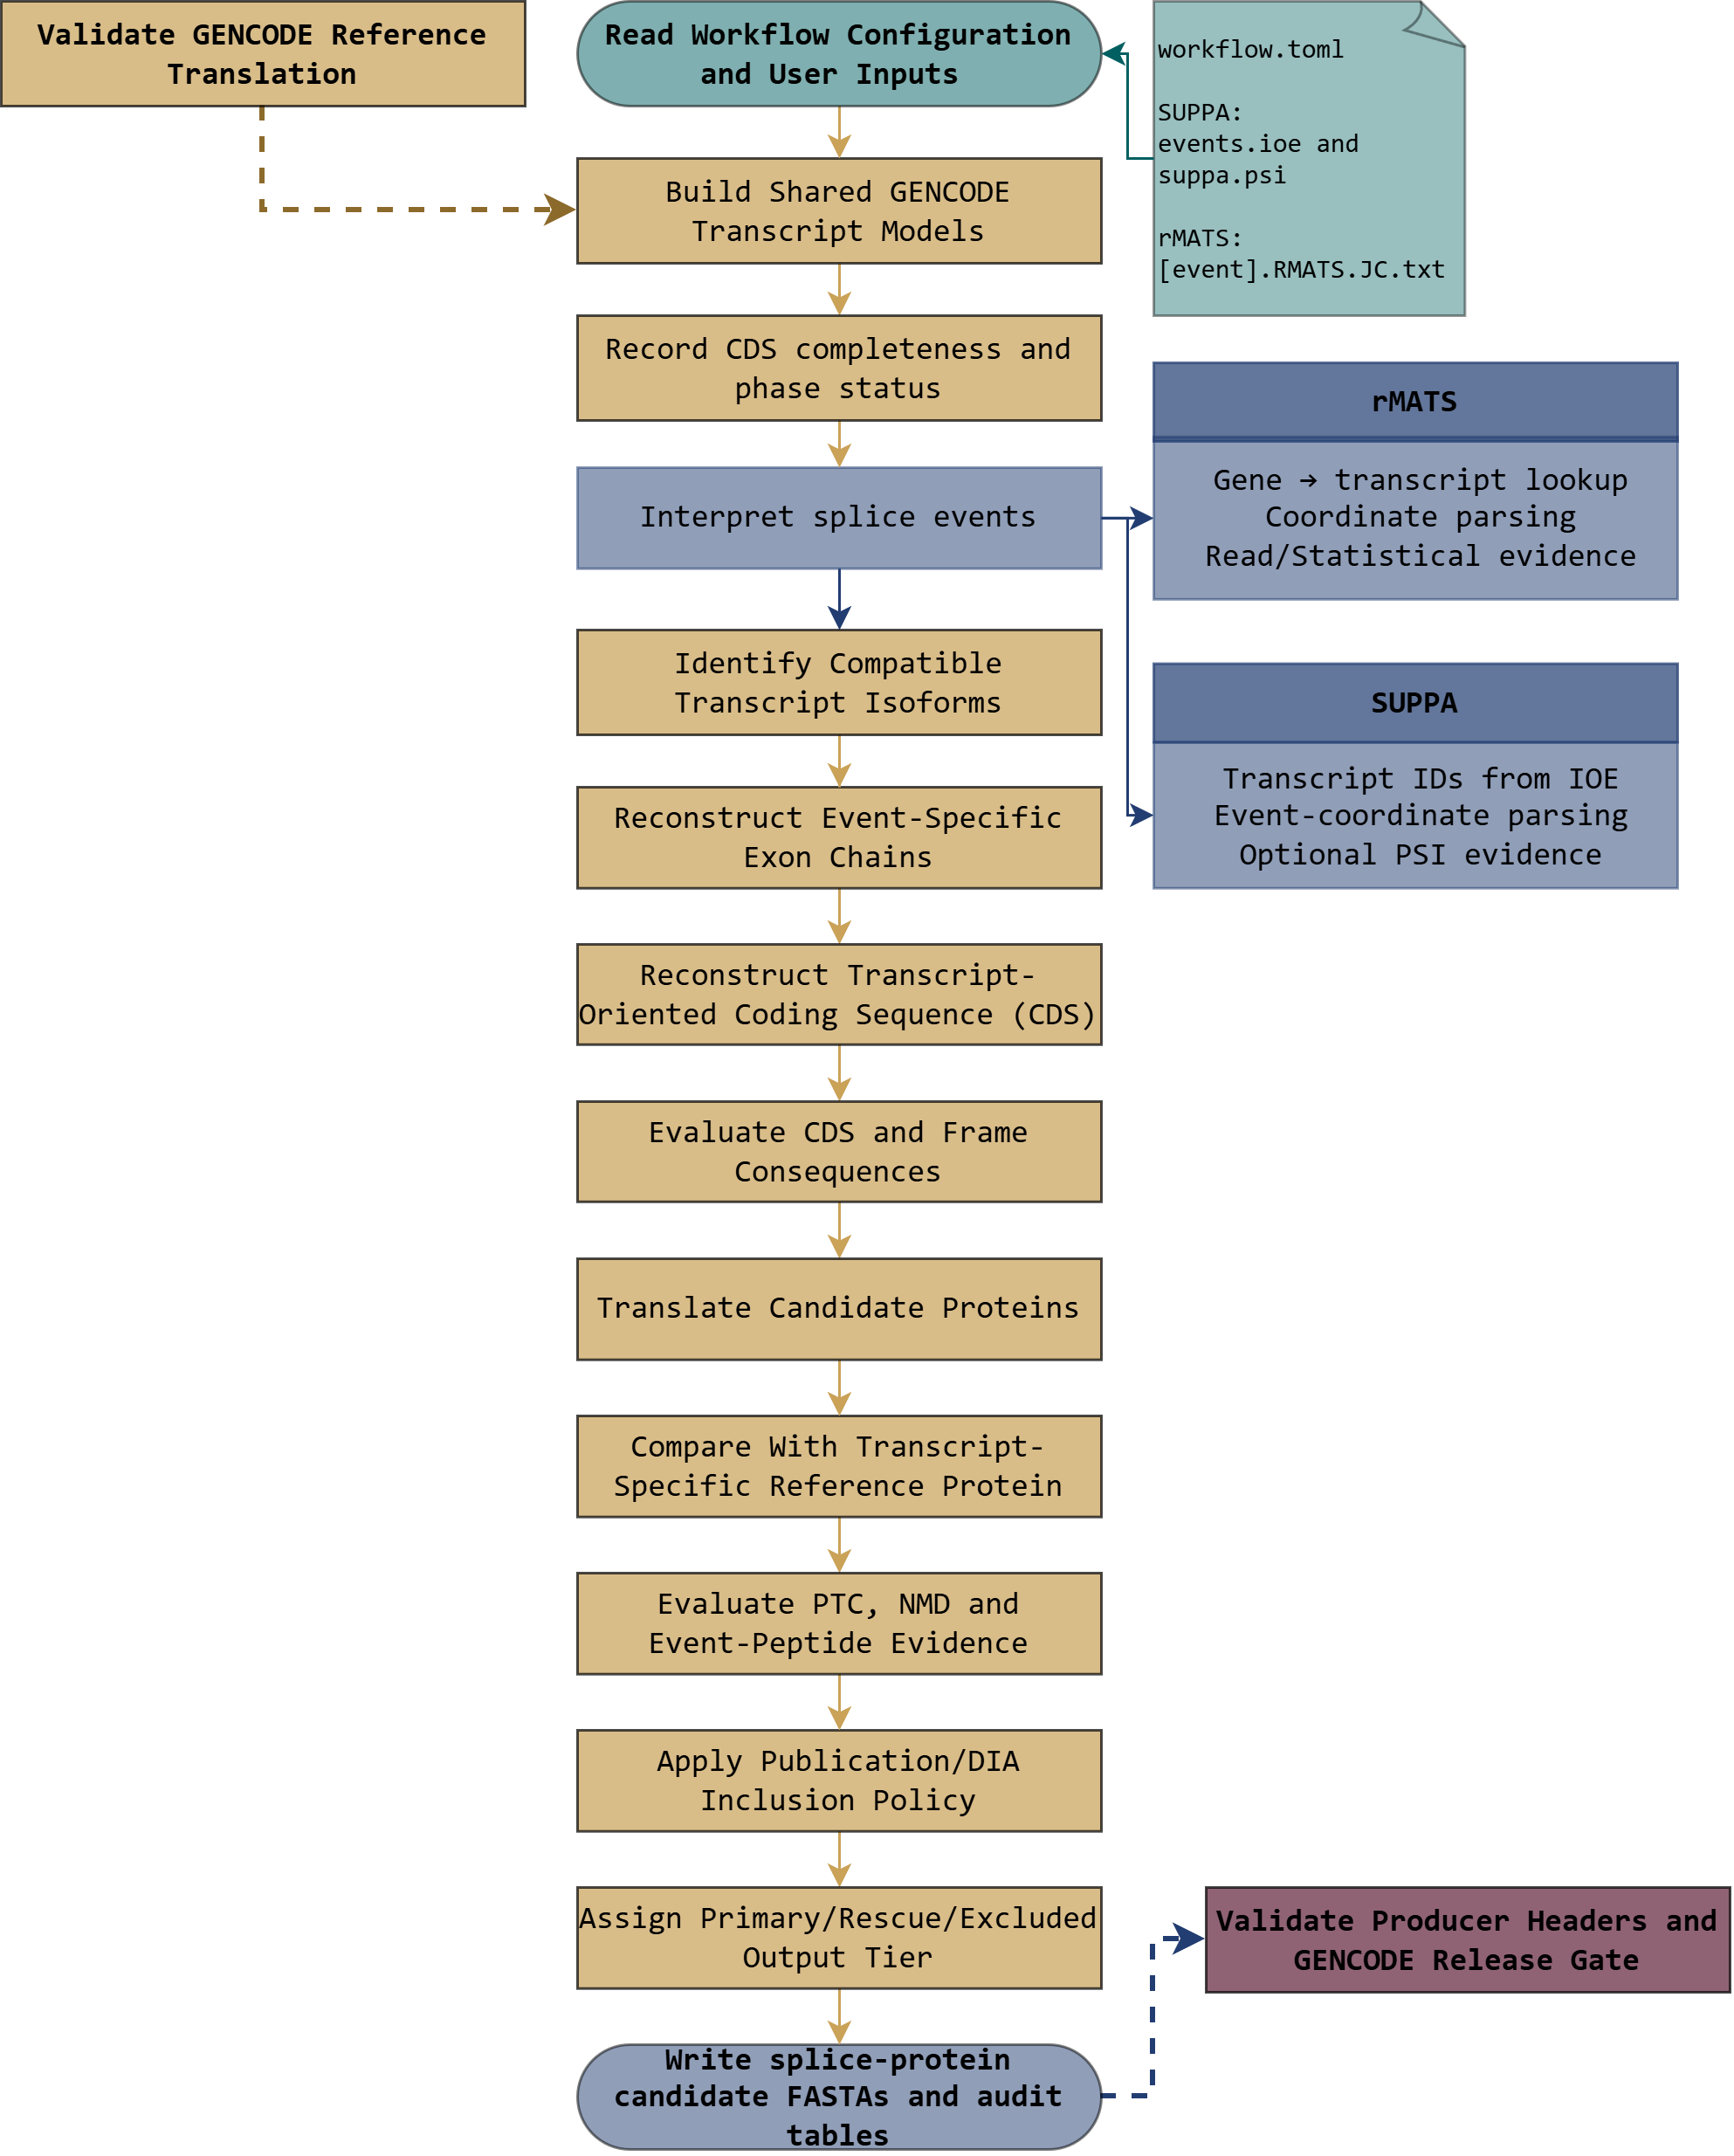 Validate GENCODE Reference
Translation
Read Workflow Configuration
and User Inputs
workflow.toml
SUPPA:
events.ioe and
suppa.psi
rMATS:
[event].RMATS.JC.txt
Build Shared GENCODE
Transcript Models
Record CDS completeness and
phase status
Interpret splice events
rMATS
Gene → transcript lookup
Coordinate parsing
Read/Statistical evidence
SUPPA
Transcript IDs from IOE
Event-coordinate parsing
Optional PSI evidence
Identify Compatible
Transcript Isoforms
Reconstruct Event-Specific
Exon Chains
Reconstruct Transcript-
Oriented Coding Sequence (CDS)
Evaluate CDS and Frame
Consequences
Translate Candidate Proteins
Compare With Transcript-
Specific Reference Protein
Evaluate PTC, NMD and
Event-Peptide Evidence
Apply Publication/DIA
Inclusion Policy
Assign Primary/Rescue/Excluded
Output Tier
Validate Producer Headers and
GENCODE Release Gate
Write splice-protein
candidate FASTAs and audit
tables